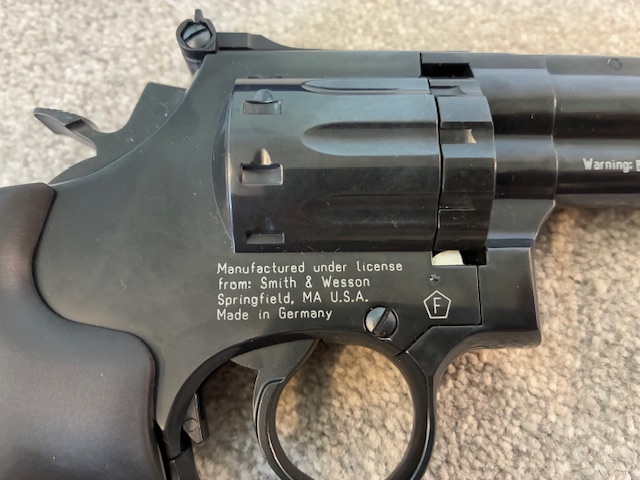 Warning:
Manufactured under license
from: Smith & Wesson
Springfield, MA U.S.A.
Made in Germany
F